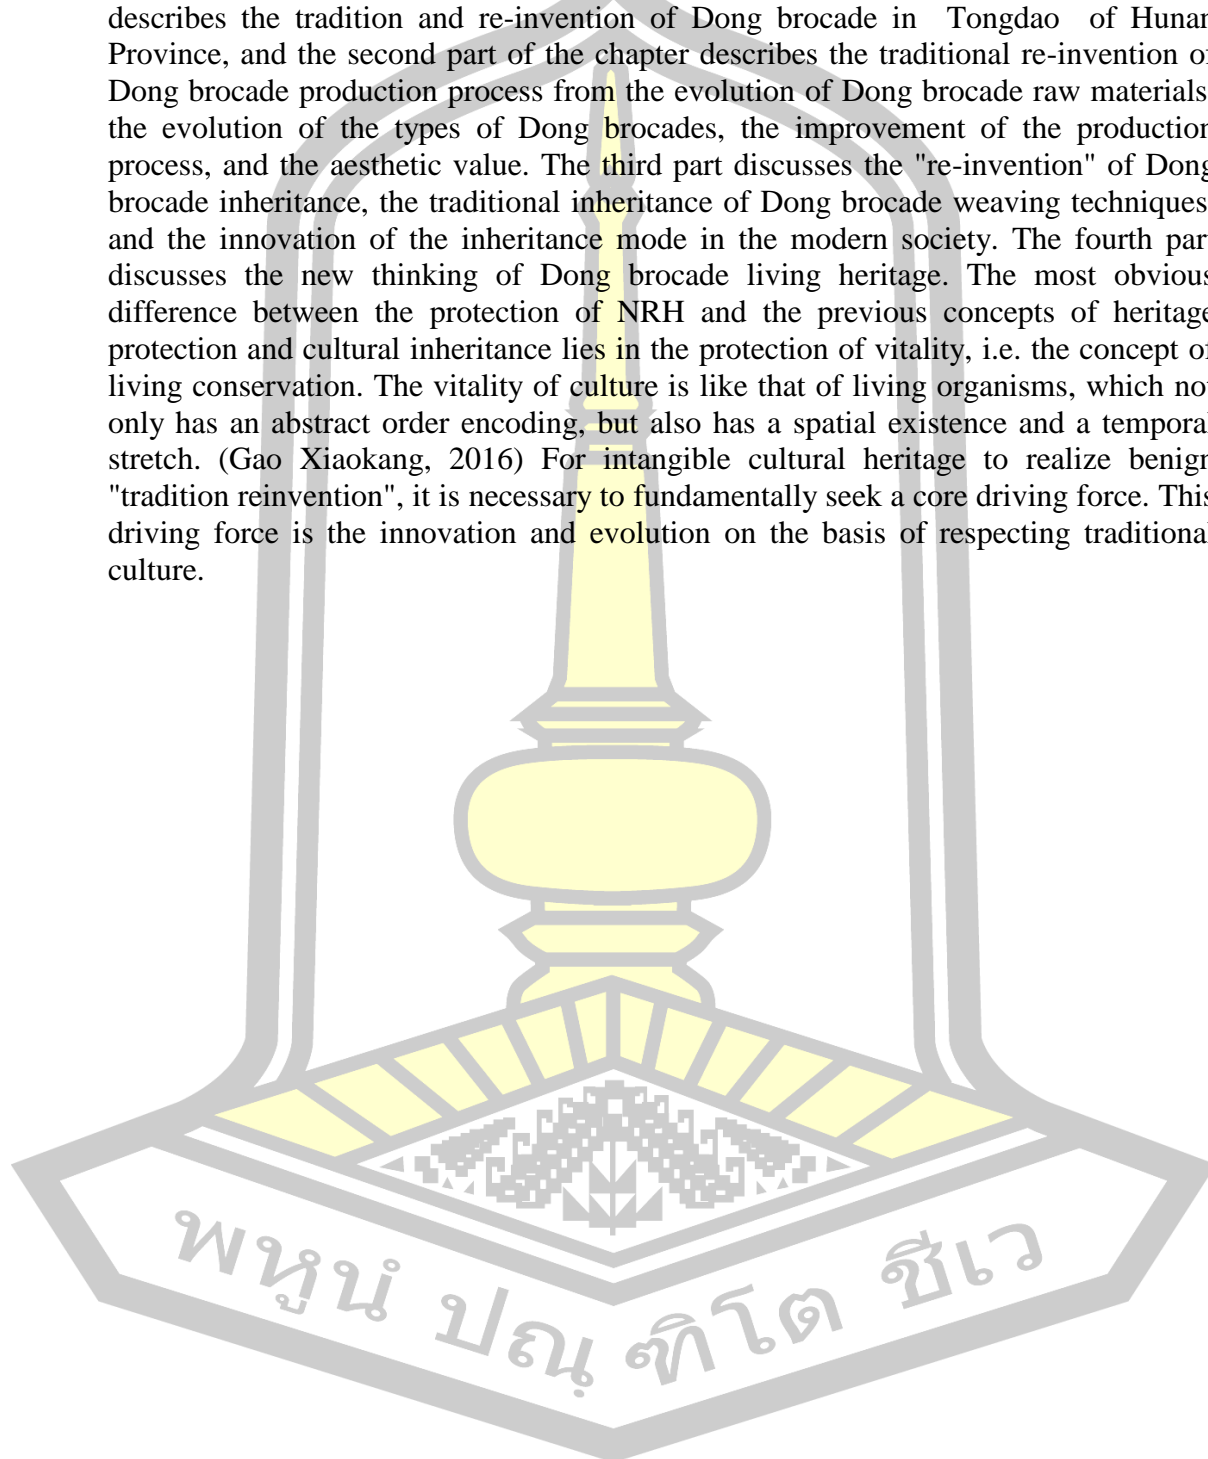 describes the tradition and re-invention of Dong brocade in Tongdao of Hunan
Province, and the second part of the chapter describes the traditional re-invention of
Dong brocade production process from the evolution of Dong brocade raw materials,
the evolution of the types of Dong brocades, the improvement of the production
process, and the aesthetic value. The third part discusses the "re-invention" of Dong
brocade inheritance, the traditional inheritance of Dong brocade weaving techniques,
and the innovation of the inheritance mode in the modern society. The fourth part
discusses the new thinking of Dong brocade living heritage. The most obvious
difference between the protection of NRH and the previous concepts of heritage
protection and cultural inheritance lies in the protection of vitality, i.e. the concept of
living conservation. The vitality of culture is like that of living organisms, which not
only has an abstract order encoding, but also has a spatial existence and a temporal
stretch. (Gao Xiaokang, 2016) For intangible cultural heritage to realize benign
"tradition reinvention", it is necessary to fundamentally seek a core driving force. This
driving force is the innovation and evolution on the basis of respecting traditional
culture.
พหูนํ ปณฺฑิโต ชีเว